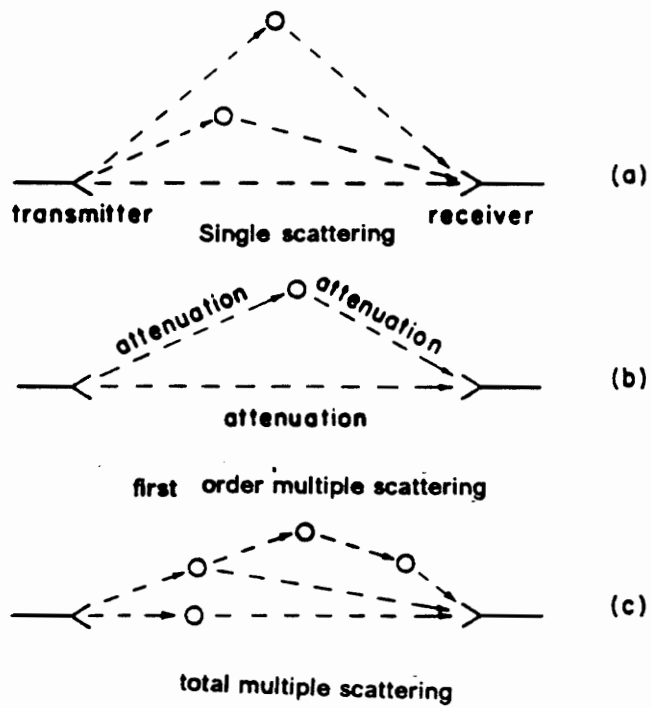 (a)
transmitter
receiver
Single scattering
attenuation
attenuation
(b)
attenuation
first order multiple scattering
(c)
total multiple scattering